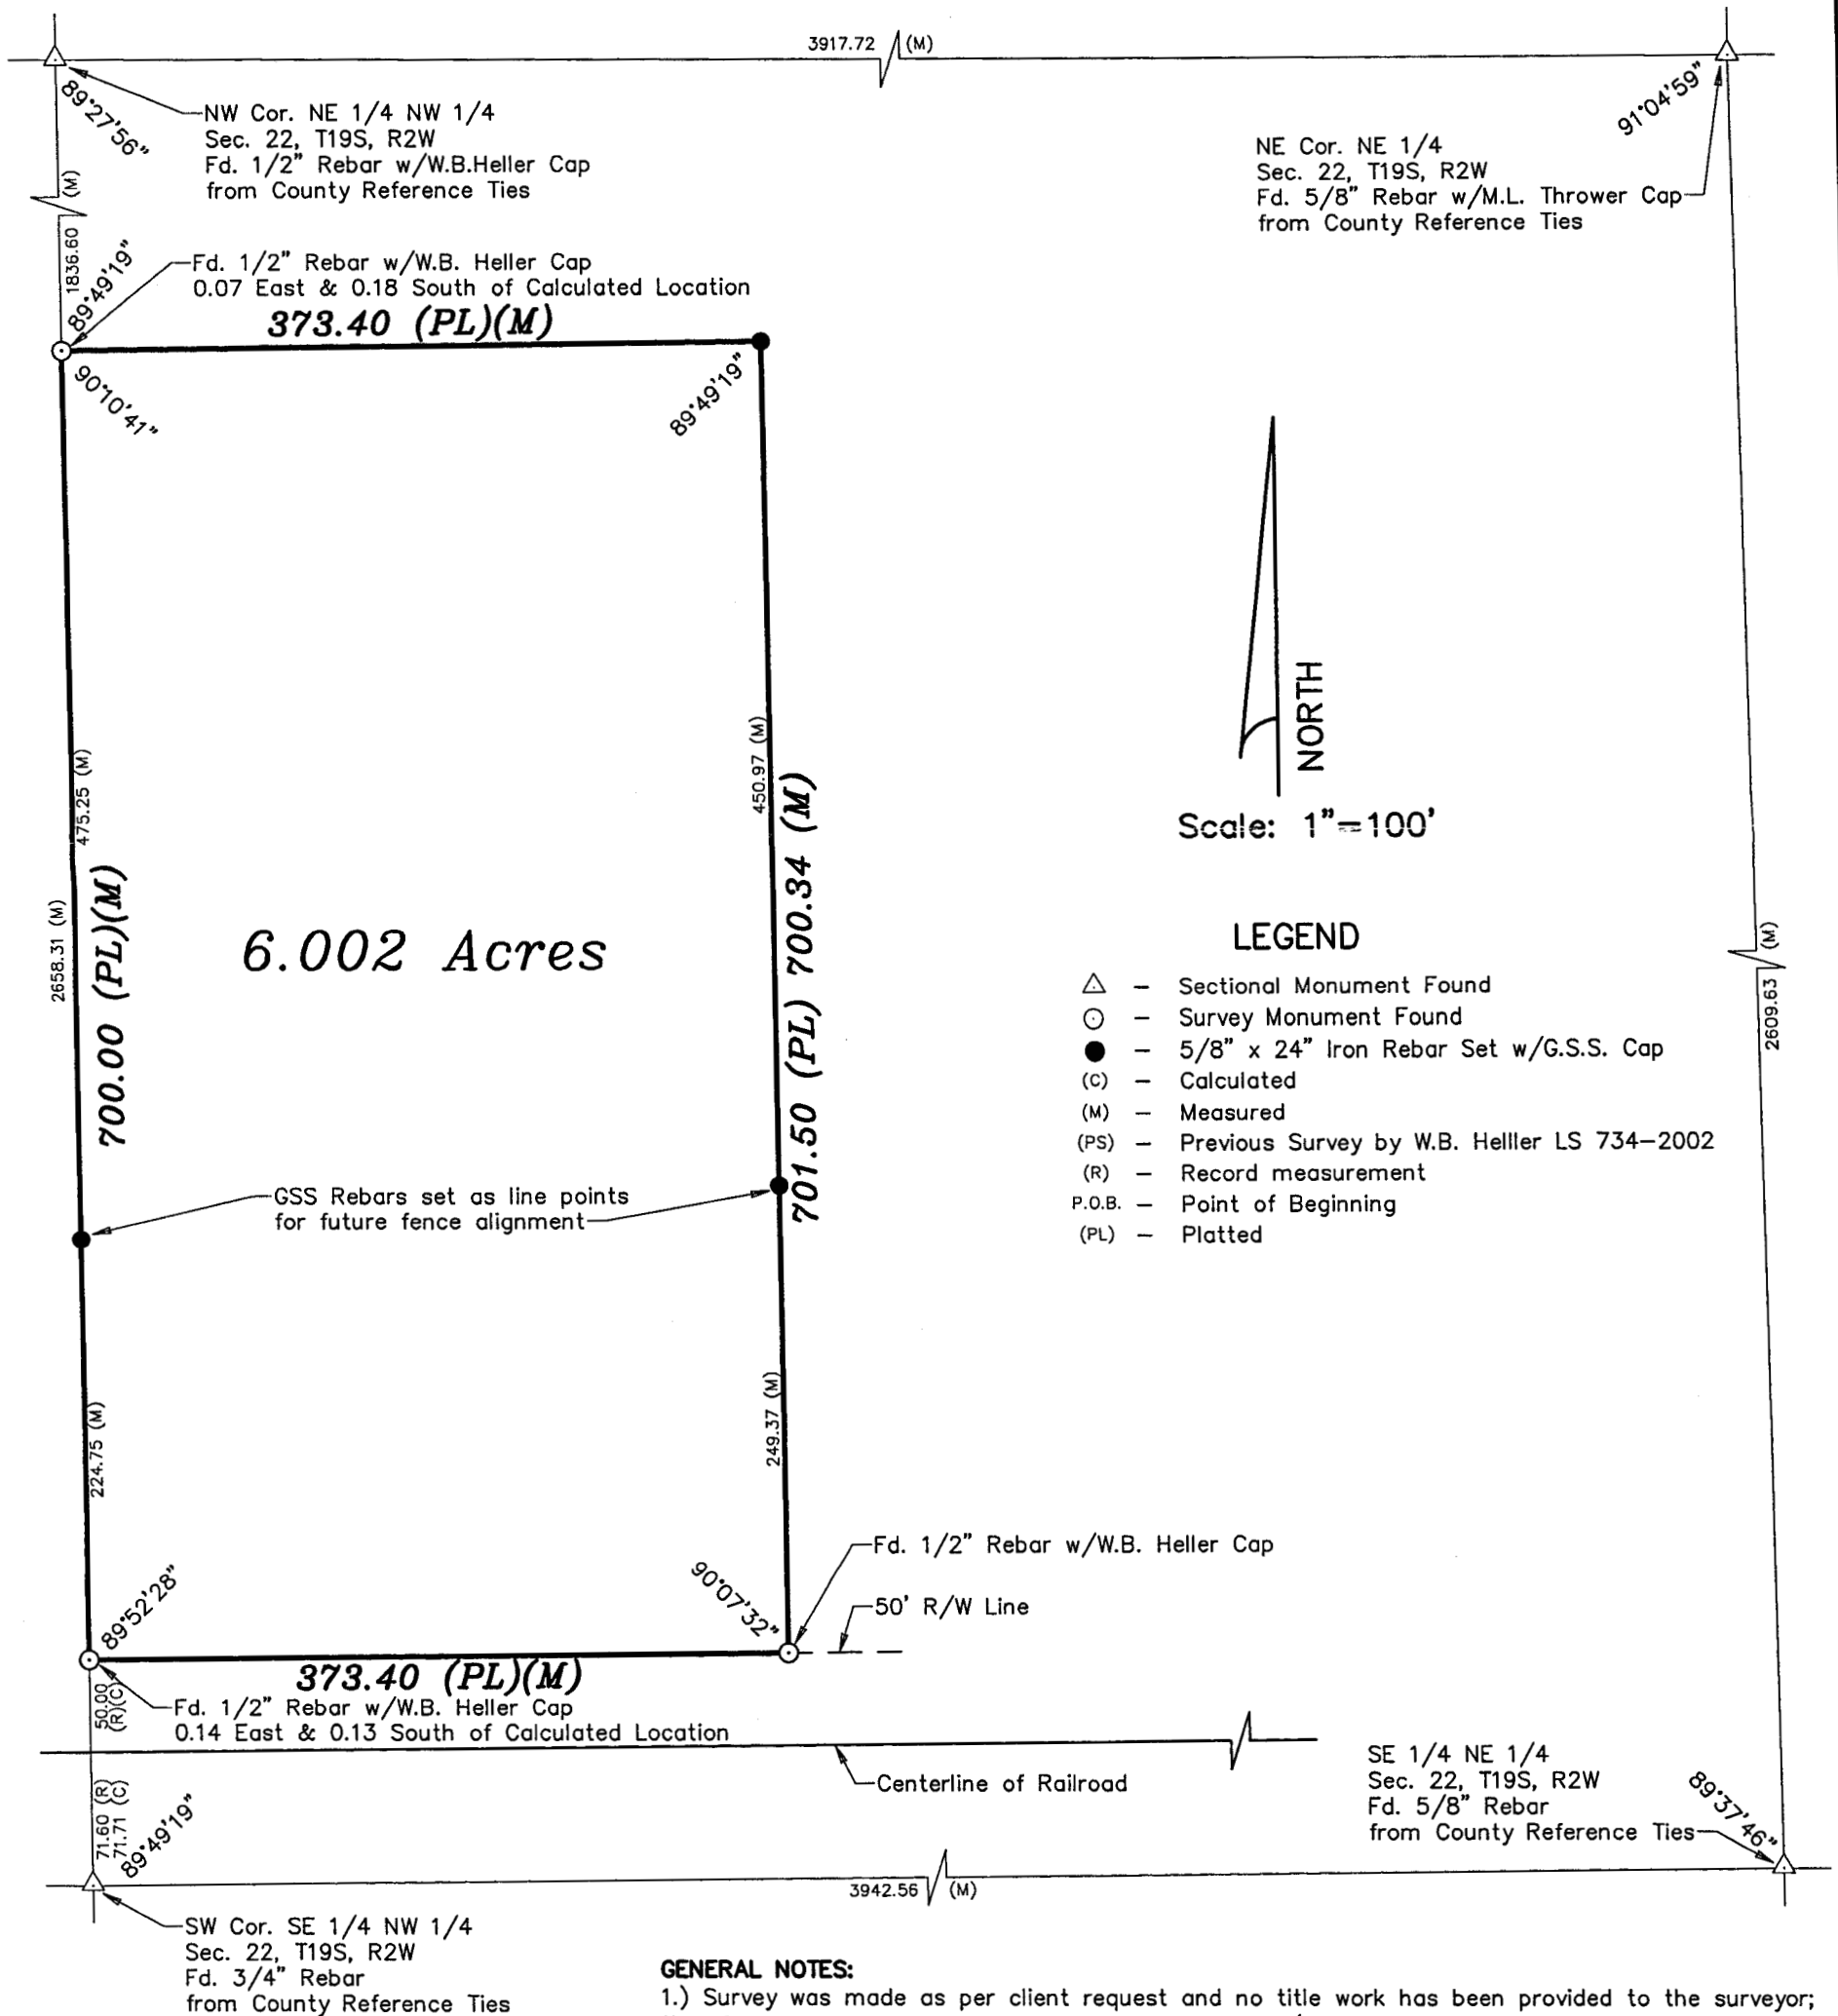 3917.72 (M)
89°27'56"
NW Cor. NE 1/4 NW 1/4
Sec. 22, T19S, R2W
Fd. 1/2" Rebar w/W.B.Heller Cap
from County Reference Ties
91°04'59"
NE Cor. NE 1/4
Sec. 22, T19S, R2W
Fd. 5/8" Rebar w/M.L. Thrower Cap
from County Reference Ties
1836.60 (M)
89°49'19"
Fd. 1/2" Rebar w/W.B. Heller Cap
0.07 East & 0.18 South of Calculated Location
373.40 (PL)(M)
90°10'41"
89°49'19"
NORTH
Scale: 1"=100'
475.25 (M)
2658.31 (M)
700.00 (PL)(M)
6.002 Acres
450.97 (M)
701.50 (PL) 700.34 (M)
2609.63 (M)
LEGEND
△ – Sectional Monument Found
⊙ – Survey Monument Found
● – 5/8" x 24" Iron Rebar Set w/G.S.S. Cap
(C) – Calculated
(M) – Measured
(PS) – Previous Survey by W.B. Helller LS 734–2002
(R) – Record measurement
P.O.B. – Point of Beginning
(PL) – Platted
GSS Rebars set as line points
for future fence alignment
224.75 (M)
249.37 (M)
89°52'28"
90°07'32"
Fd. 1/2" Rebar w/W.B. Heller Cap
50' R/W Line
373.40 (PL)(M)
50.00
(R)(C)
Fd. 1/2" Rebar w/W.B. Heller Cap
0.14 East & 0.13 South of Calculated Location
Centerline of Railroad
71.60 (R)
71.71 (C)
89°49'19"
SE 1/4 NE 1/4
Sec. 22, T19S, R2W
Fd. 5/8" Rebar
from County Reference Ties
89°37'46"
3942.56 (M)
SW Cor. SE 1/4 NW 1/4
Sec. 22, T19S, R2W
Fd. 3/4" Rebar
from County Reference Ties
GENERAL NOTES:
1.) Survey was made as per client request and no title work has been provided to the surveyor;